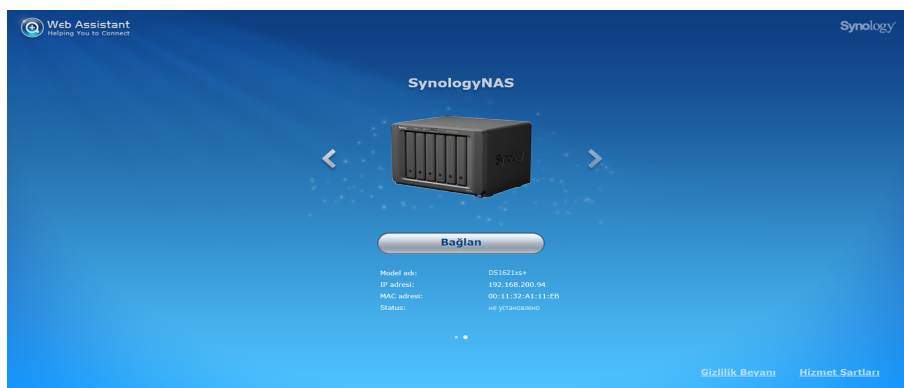 Web Assistant
Helping You to Connect
Synology
SynologyNAS
Synology
Bağlan
Model adı: DS1621xs+
IP adresi: 192.168.200.94
MAC adresi: 00:11:32:A1:11:EB
Status: не установлено
Gizlilik Beyanı Hizmet Şartları